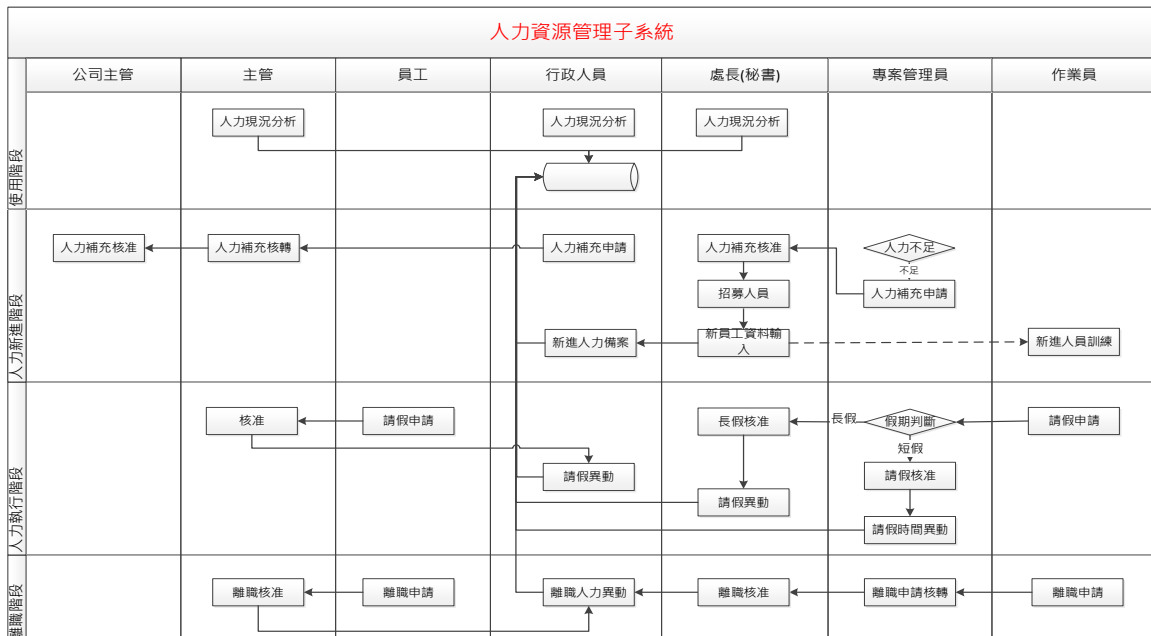 人力資源管理子系統
公司主管
主管
員工
行政人員
處長(秘書)
專案管理員
作業員
使用階段
人力現況分析
人力現況分析
人力現況分析
人力新進階段
人力補充核准
人力補充核轉
人力補充申請
人力補充核准
人力不足
不足
招募人員
人力補充申請
新進人力備案
新員工資料輸
入
新進人員訓練
人力執行階段
核准
請假申請
長假核准
長假
假期判斷
請假申請
短假
請假異動
請假核准
請假異動
請假時間異動
離職階段
離職核准
離職申請
離職人力異動
離職核准
離職申請核轉
離職申請